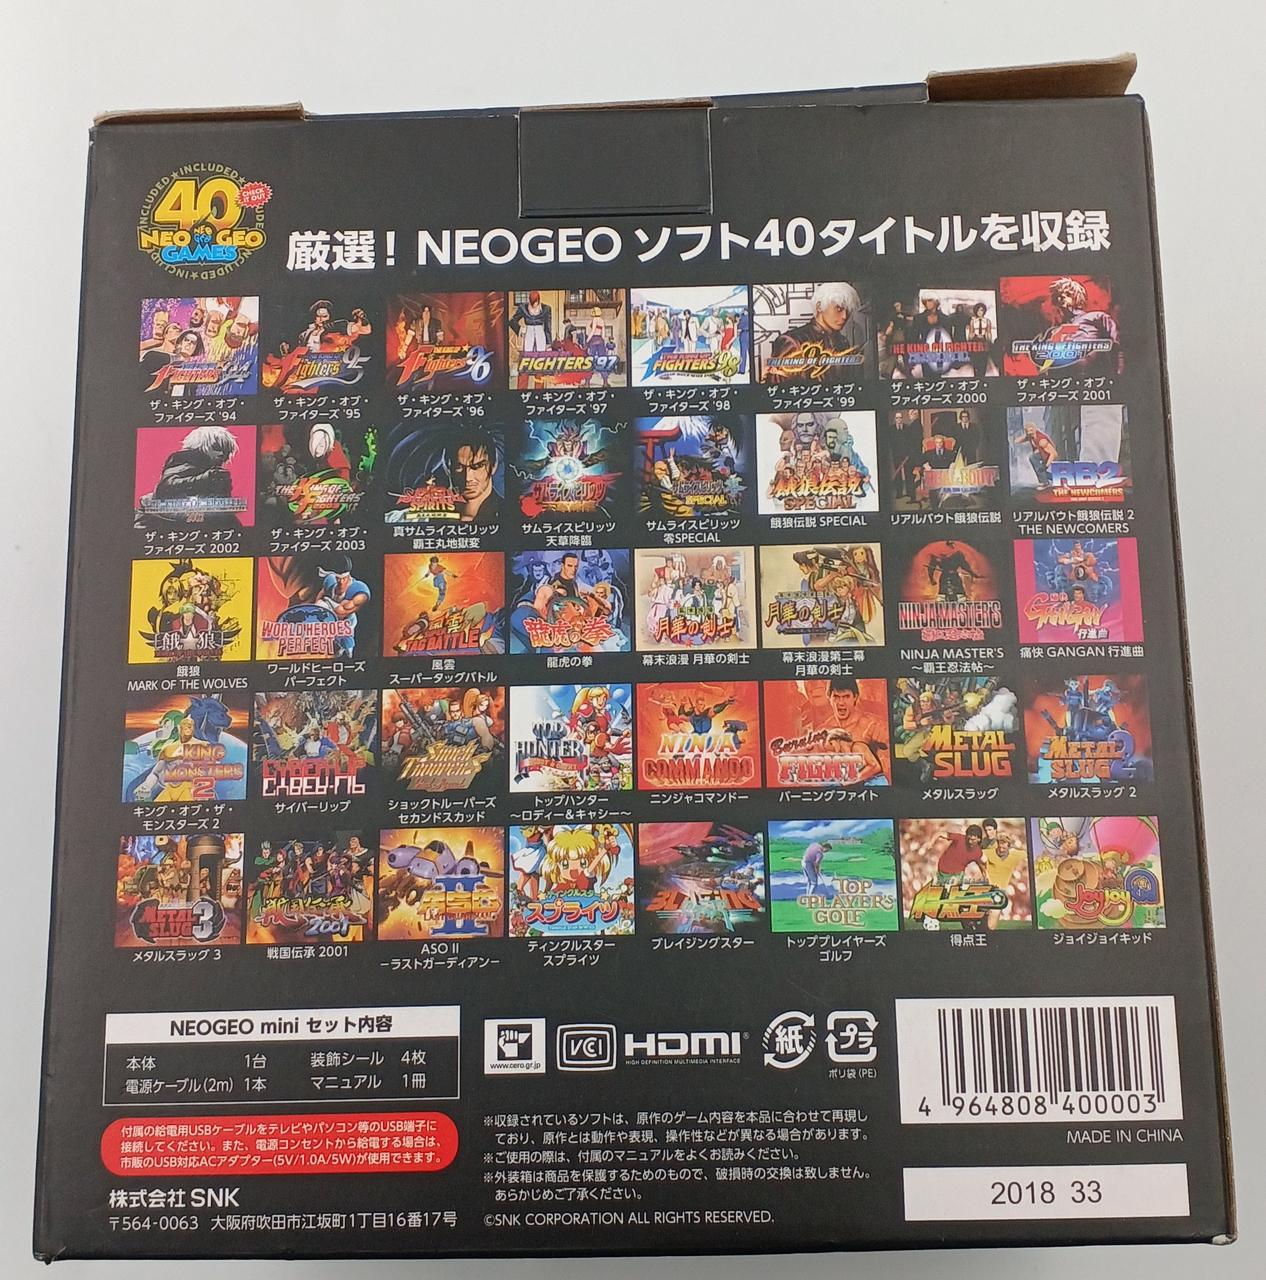 INCLUDED★INCLUDED★INCLUDED★INCLUDED
40
CHECK IT OUT
NEO GEO
GAMES
厳選！NEOGEO ソフト40タイトルを収録
ザ・キング・オブ・ファイターズ '94
ザ・キング・オブ・ファイターズ '95
ザ・キング・オブ・ファイターズ '96
ザ・キング・オブ・ファイターズ '97
ザ・キング・オブ・ファイターズ '98
ザ・キング・オブ・ファイターズ '99
ザ・キング・オブ・ファイターズ 2000
ザ・キング・オブ・ファイターズ 2001
ザ・キング・オブ・ファイターズ 2002
ザ・キング・オブ・ファイターズ 2003
真サムライスピリッツ 覇王丸地獄変
サムライスピリッツ 天草降臨
サムライスピリッツ 零SPECIAL
餓狼伝説 SPECIAL
リアルバウト餓狼伝説
リアルバウト餓狼伝説 2 THE NEWCOMERS
餓狼 MARK OF THE WOLVES
ワールドヒーローズ パーフェクト
風雲 スーパータッグバトル
龍虎の拳
幕末浪漫 月華の剣士
幕末浪漫第二幕 月華の剣士
NINJA MASTER'S ～覇王忍法帖～
痛快 GANGAN 行進曲
キング・オブ・ザ・モンスターズ 2
サイバーリップ
ショックトルーパーズ セカンドスカッド
トップハンター ～ロディー＆キャシー～
ニンジャコマンドー
バーニングファイト
メタルスラッグ
メタルスラッグ 2
メタルスラッグ 3
戦国伝承 2001
ASO II －ラストガーディアン－
ティンクルスター スプライツ
ブレイジングスター
トッププレイヤーズ ゴルフ
得点王
ジョイジョイキッド
NEOGEO mini セット内容
本体 1台 装飾シール 4枚
電源ケーブル(2m) 1本 マニュアル 1冊
付属の給電用USBケーブルをテレビやパソコン等のUSB端子に
接続してください。また、電源コンセントから給電する場合は、
市販のUSB対応ACアダプター(5V/1.0A/5W)が使用できます。
株式会社 SNK
〒564-0063 大阪府吹田市江坂町1丁目16番17号
www.cero.gr.jp
VCCI
HDMI
HIGH DEFINITION MULTIMEDIA INTERFACE
紙
プラ
ポリ袋 (PE)
※収録されているソフトは、原作のゲーム内容を本品に合わせて再現し
ており、原作とは動作や表現、操作性などが異なる場合があります。
※ご使用の際は、付属のマニュアルをよくお読みください。
※外装箱は商品を保護するためのもので、破損時の交換は致しません。
あらかじめご了承ください。
©SNK CORPORATION ALL RIGHTS RESERVED.
4 964808 400003
MADE IN CHINA
2018 33